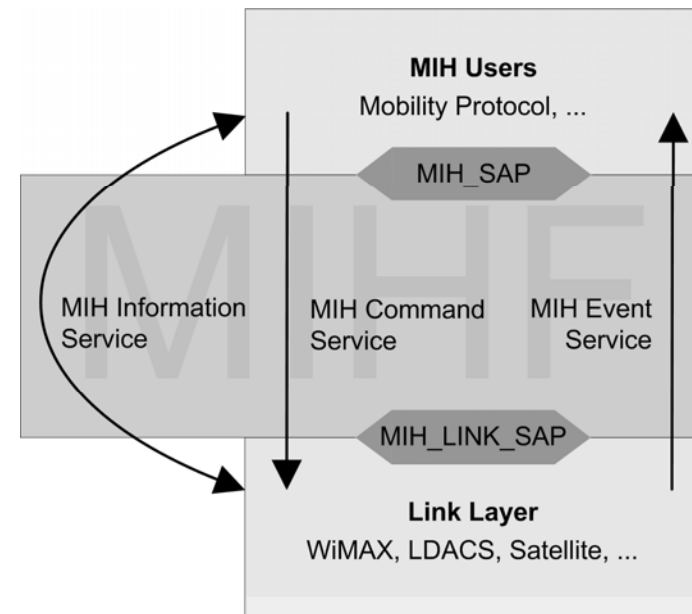 MIH Users
Mobility Protocol, ...
MIH_SAP
MIHF
MIH Information
Service
MIH Command
Service
MIH Event
Service
MIH_LINK_SAP
Link Layer
WiMAX, LDACS, Satellite, ...